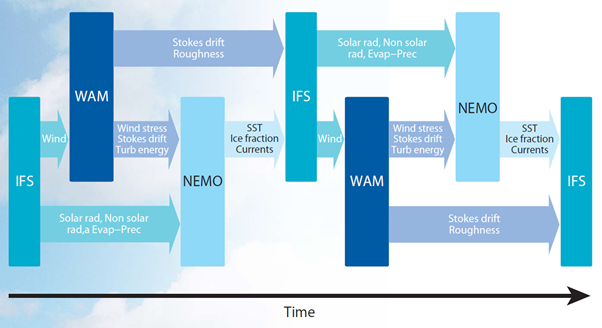 Stokes drift
Roughness
Solar rad, Non solar
rad, Evap–Prec
WAM
IFS
NEMO
Wind
Wind stress
Stokes drift
Turb energy
SST
Ice fraction
Currents
Wind
Wind stress
Stokes drift
Turb energy
SST
Ice fraction
Currents
IFS
NEMO
WAM
IFS
Solar rad, Non solar
rad,a Evap–Prec
Stokes drift
Roughness
Time